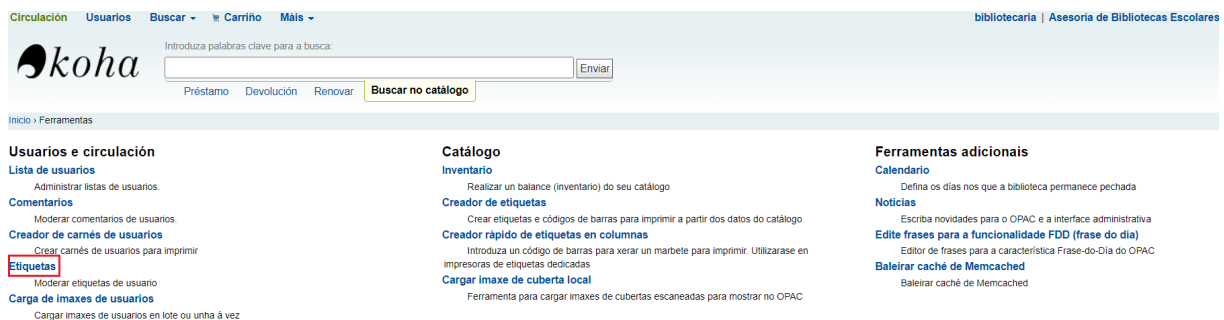 Circulación Usuarios Buscar Carriño Máis bibliotecaria | Asesoria de Bibliotecas Escolares
koha
Introduza palabras clave para a busca:
Enviar
Préstamo Devolución Renovar Buscar no catálogo
Inicio › Ferramentas
Usuarios e circulación
Lista de usuarios
Administrar listas de usuarios.
Comentarios
Moderar comentarios de usuarios.
Creador de carnés de usuarios
Crear carnés de usuarios para imprimir
Etiquetas
Moderar etiquetas de usuario
Carga de imaxes de usuarios
Cargar imaxes de usuarios en lote ou unha á vez
Catálogo
Inventario
Realizar un balance (inventario) do seu catálogo
Creador de etiquetas
Crear etiquetas e códigos de barras para imprimir a partir dos datos do catálogo
Creador rápido de etiquetas en columnas
Introduza un código de barras para xerar un marbete para imprimir. Utilizarase en
impresoras de etiquetas dedicadas
Cargar imaxe de cuberta local
Ferramenta para cargar imaxes de cubertas escaneadas para mostrar no OPAC
Ferramentas adicionais
Calendario
Defina os días nos que a biblioteca permanece pechada
Noticias
Escriba novidades para o OPAC e a interface administrativa
Edite frases para a funcionalidade FDD (frase do día)
Editor de frases para a característica Frase-do-Día do OPAC
Baleirar caché de Memcached
Baleirar caché de Memcached